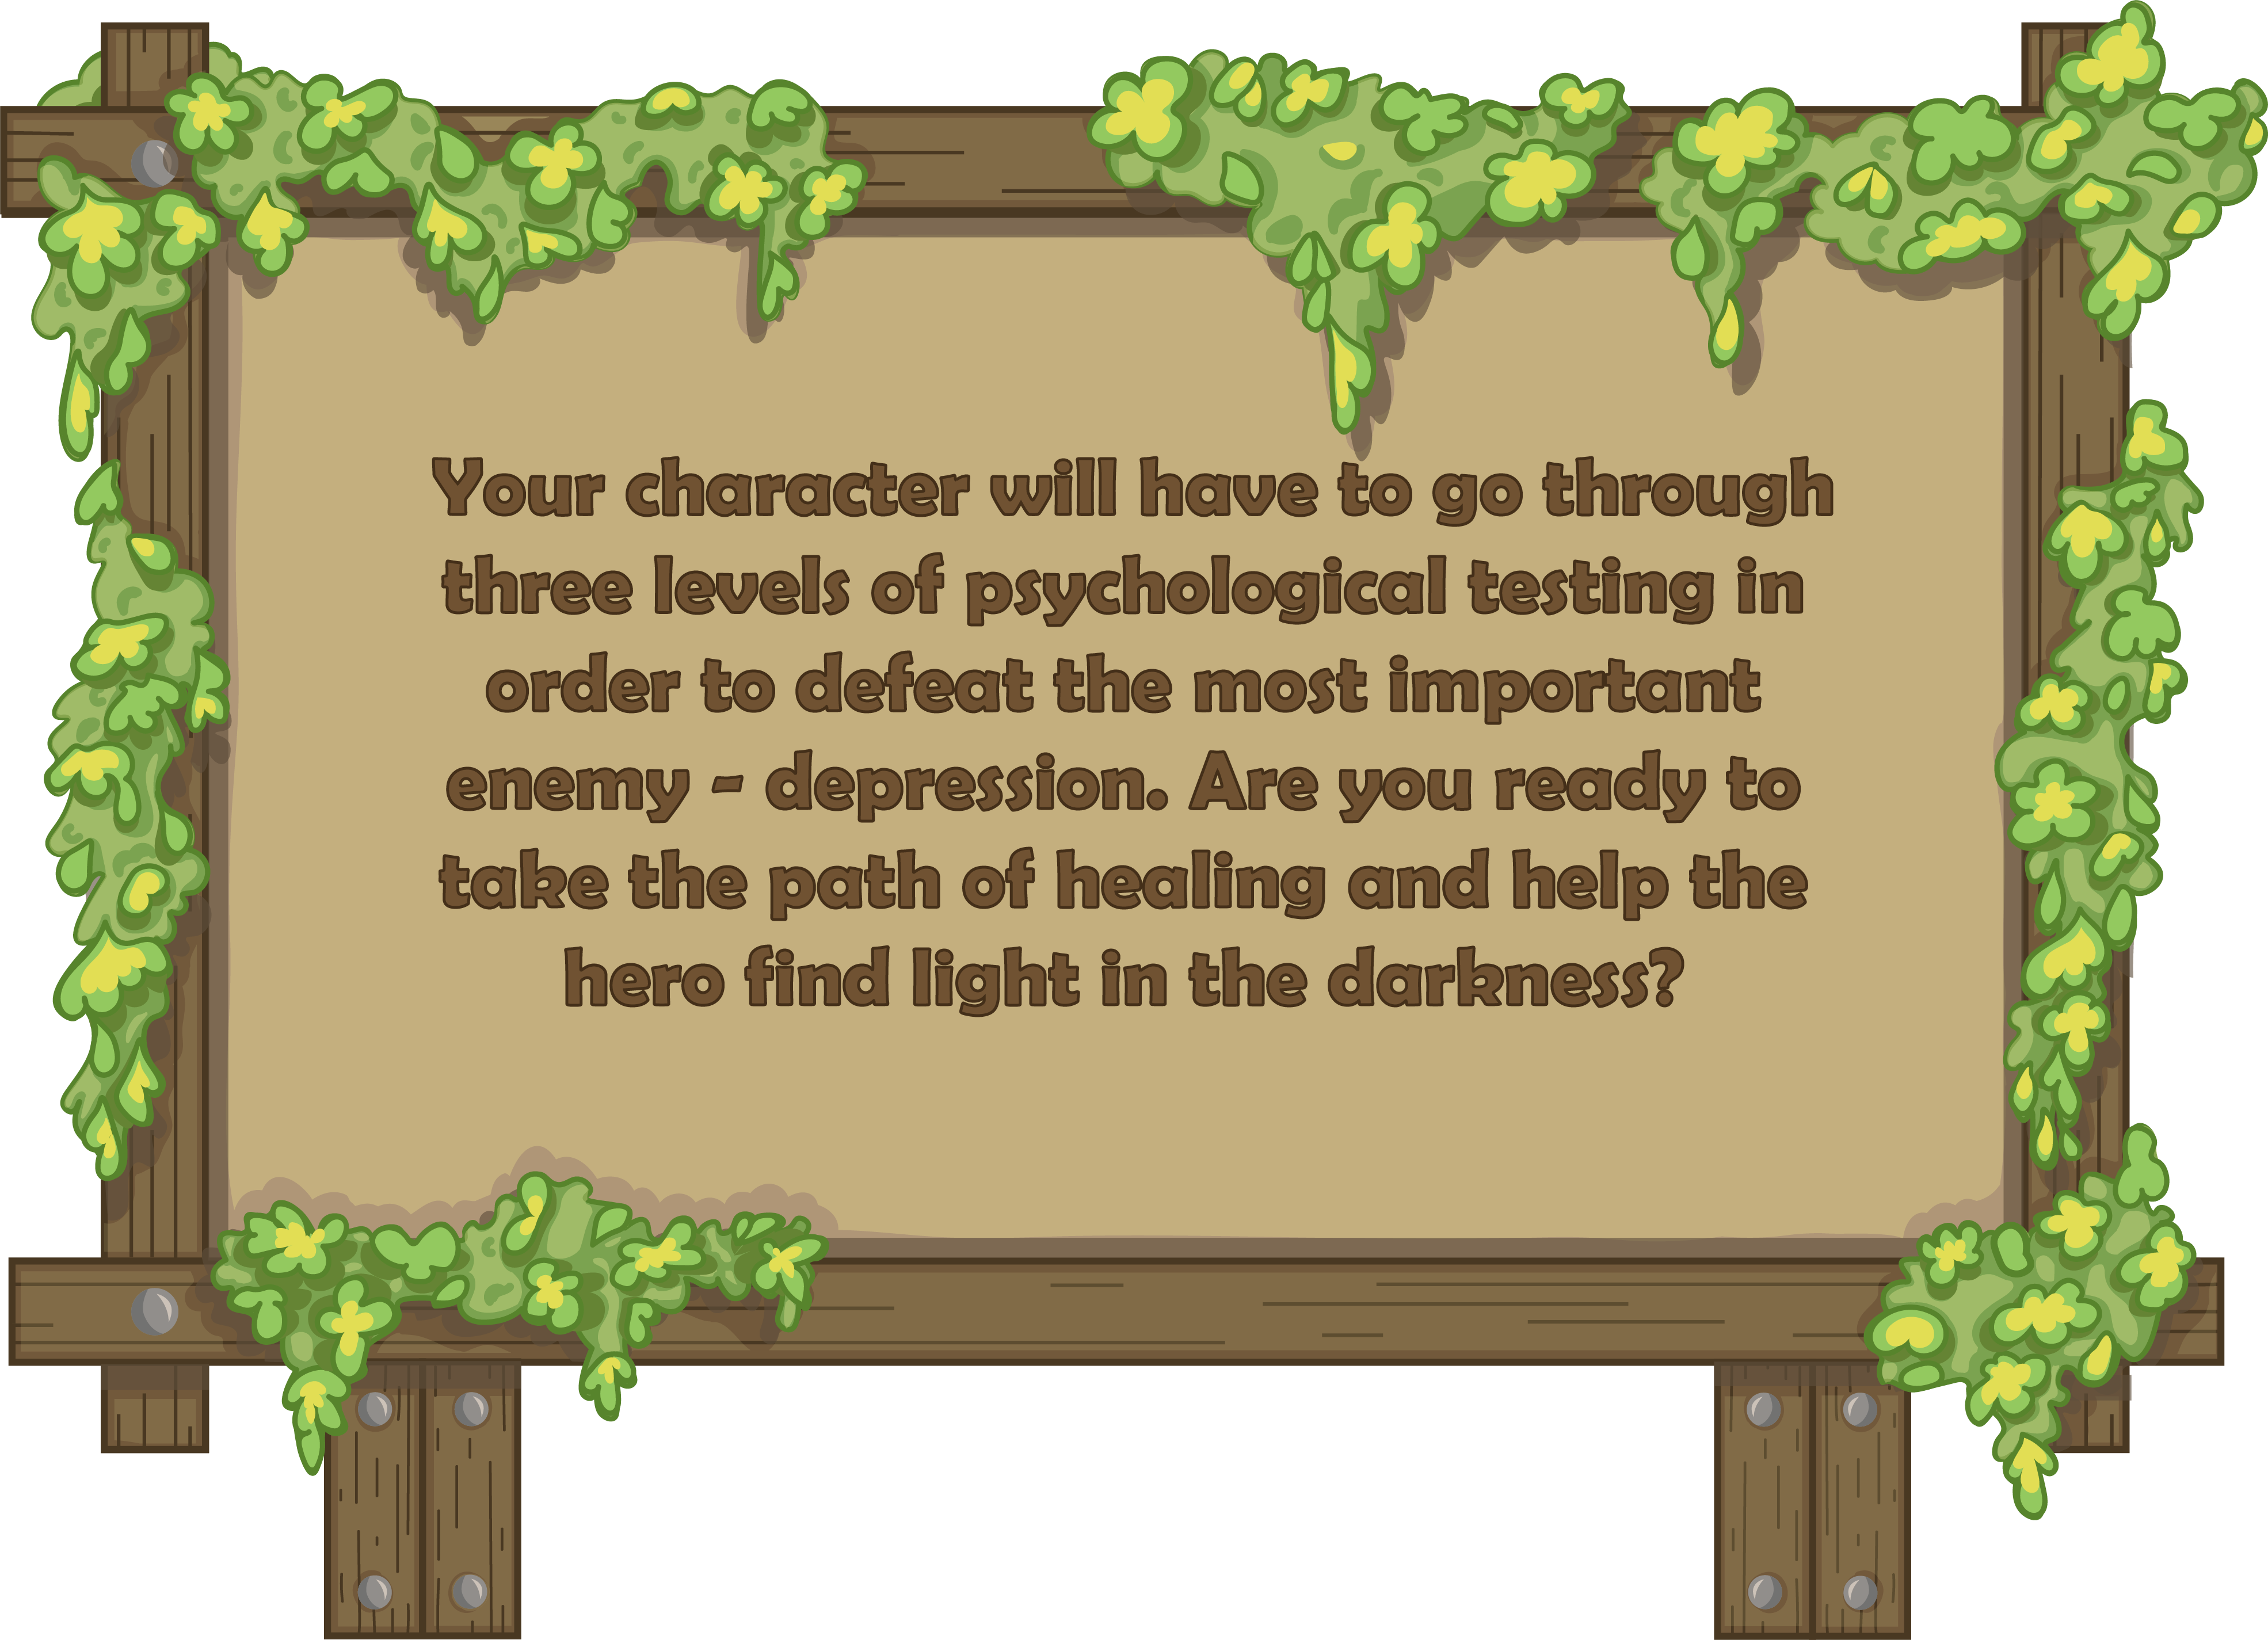 Your character will have to go through
three levels of psychological testing in
order to defeat the most important
enemy - depression. Are you ready to
take the path of healing and help the
hero find light in the darkness?